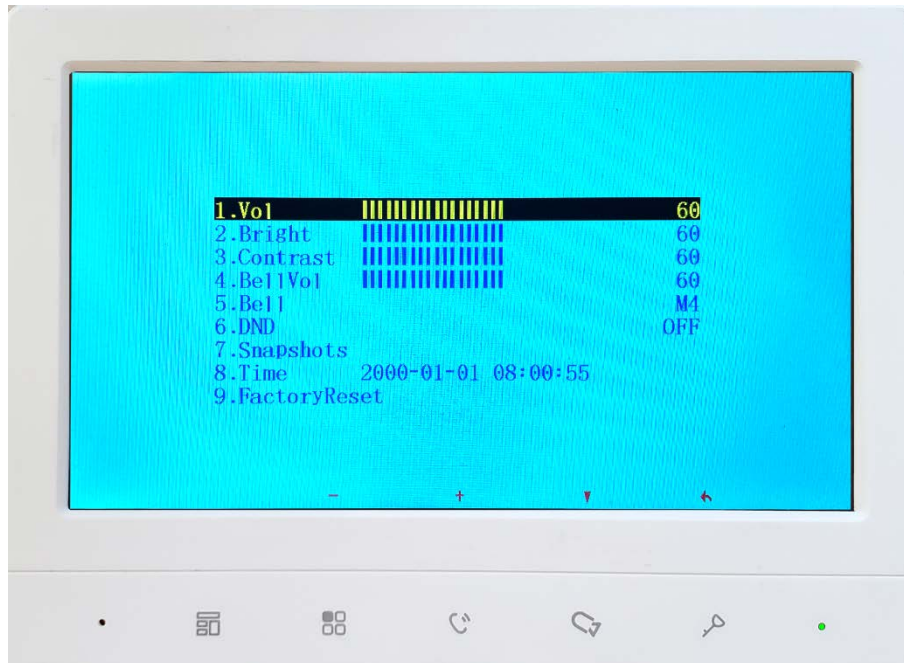 1.Vol 60
2.Bright 60
3.Contrast 60
4.BellVol 60
5.Bell M4
6.DND OFF
7.Snapshots
8.Time 2000-01-01 08:00:55
9.FactoryReset
- +